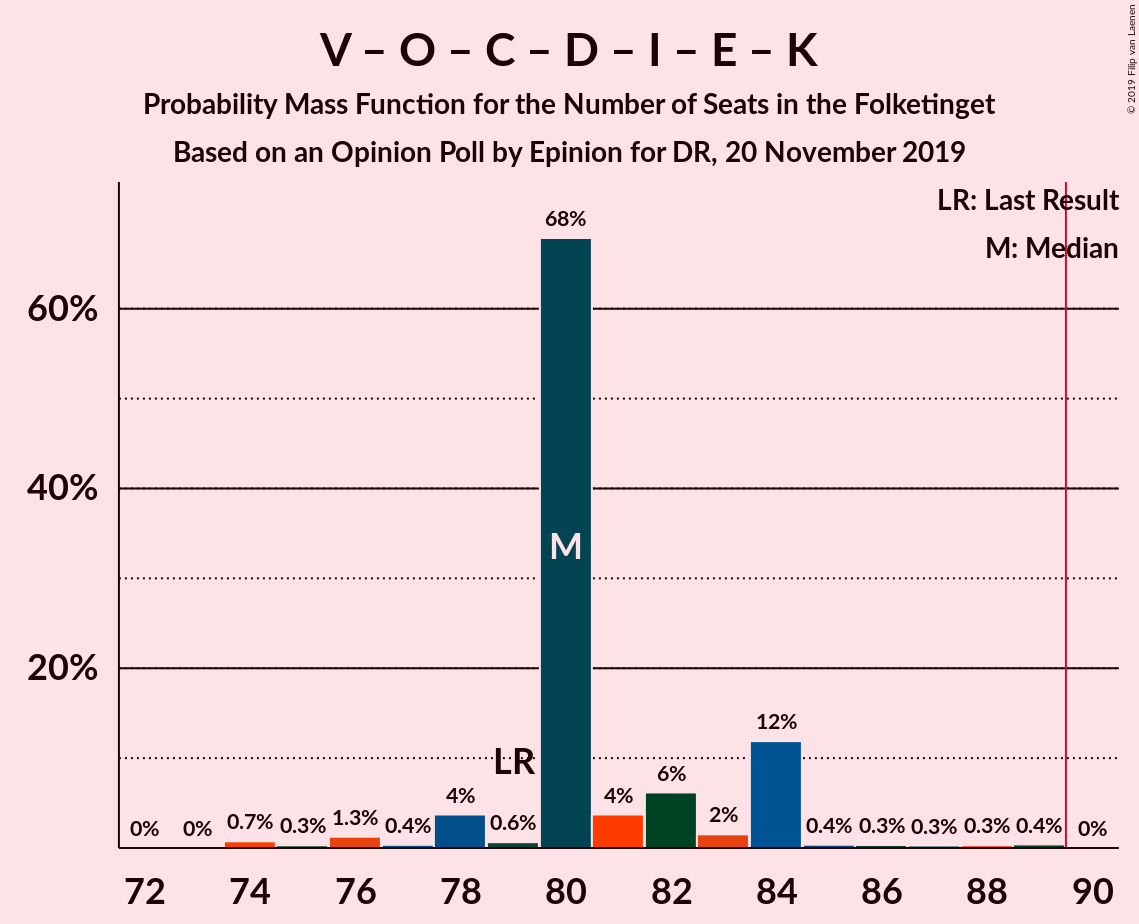 V – O – C – D – I – E – K
Probability Mass Function for the Number of Seats in the Folketinget
Based on an Opinion Poll by Epinion for DR, 20 November 2019
© 2019 Filip van Laenen
LR: Last Result
M: Median
60%
40%
20%
0%
0%
0.7%
0.3%
1.3%
0.4%
4%
0.6%
68%
4%
6%
2%
12%
0.4%
0.3%
0.3%
0.3%
0.4%
0%
LR
M
72 74 76 78 80 82 84 86 88 90